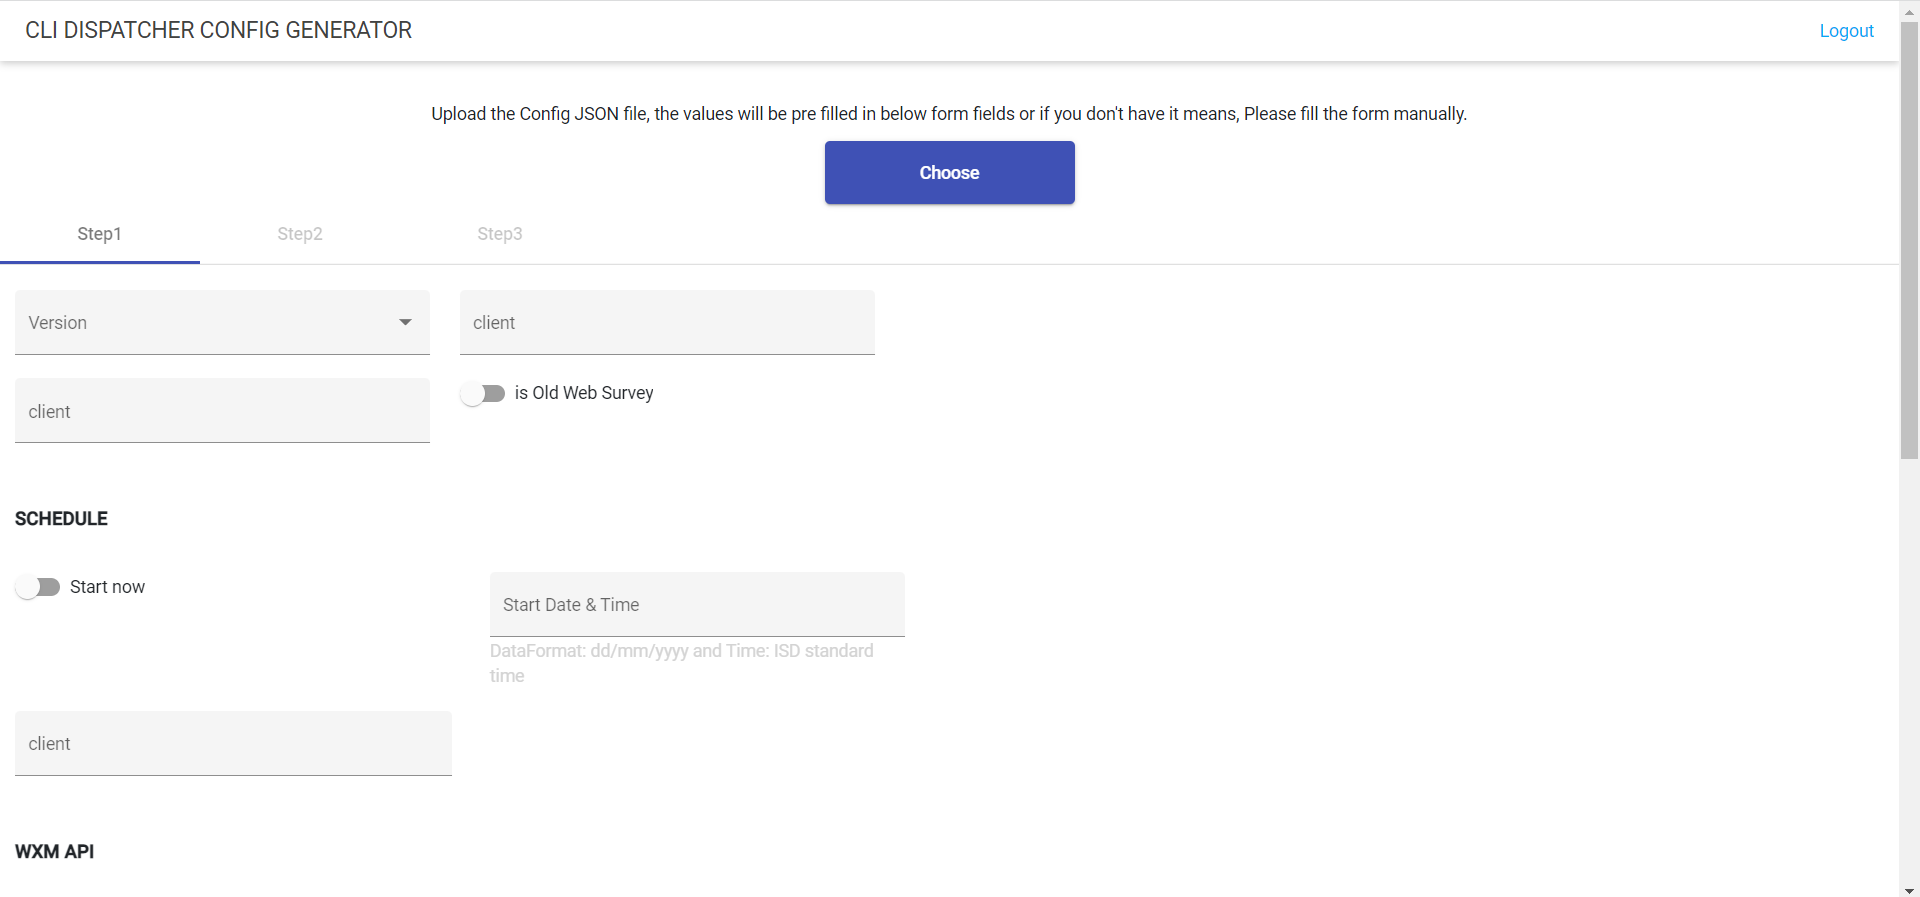 CLI DISPATCHER CONFIG GENERATOR
Logout
Upload the Config JSON file, the values will be pre filled in below form fields or if you don't have it means, Please fill the form manually.
Choose
Step1
Step2
Step3
Version
client
client
is Old Web Survey
SCHEDULE
Start now
Start Date & Time
DataFormat: dd/mm/yyyy and Time: ISD standard
time
client
WXM API